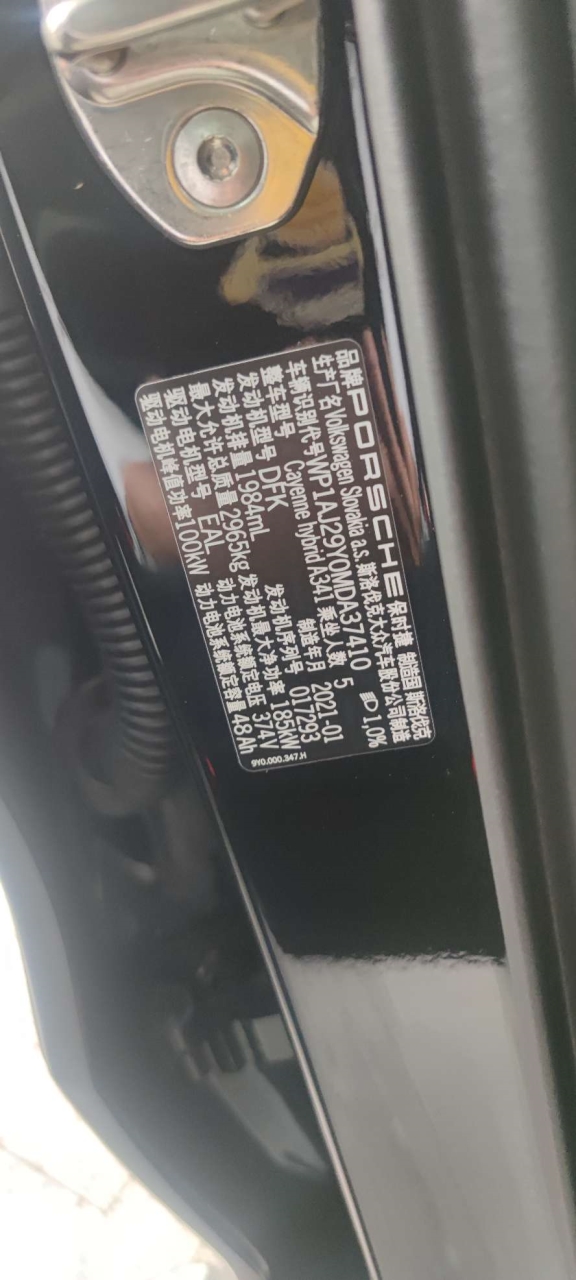 品牌 PORSCHE 保时捷 制造国 斯洛伐克
生产厂名 Volkswagen Slovakia a.s. 斯洛伐克大众汽车股份公司制造
车辆识别代号 WP1AJ29Y0MDA37410 1,0%
整车型号 Cayenne hybrid A341 乘坐人数 5
发动机型号 DFK 制造年月 2021-01
发动机排量 1984mL 发动机序列号 017293
最大允许总质量 2965kg 发动机最大净功率 185kW
驱动电机型号 EAL 动力电池系统额定电压 374V
驱动电机峰值功率 100kW 动力电池系统额定容量 48Ah
9Y0.000.347.H